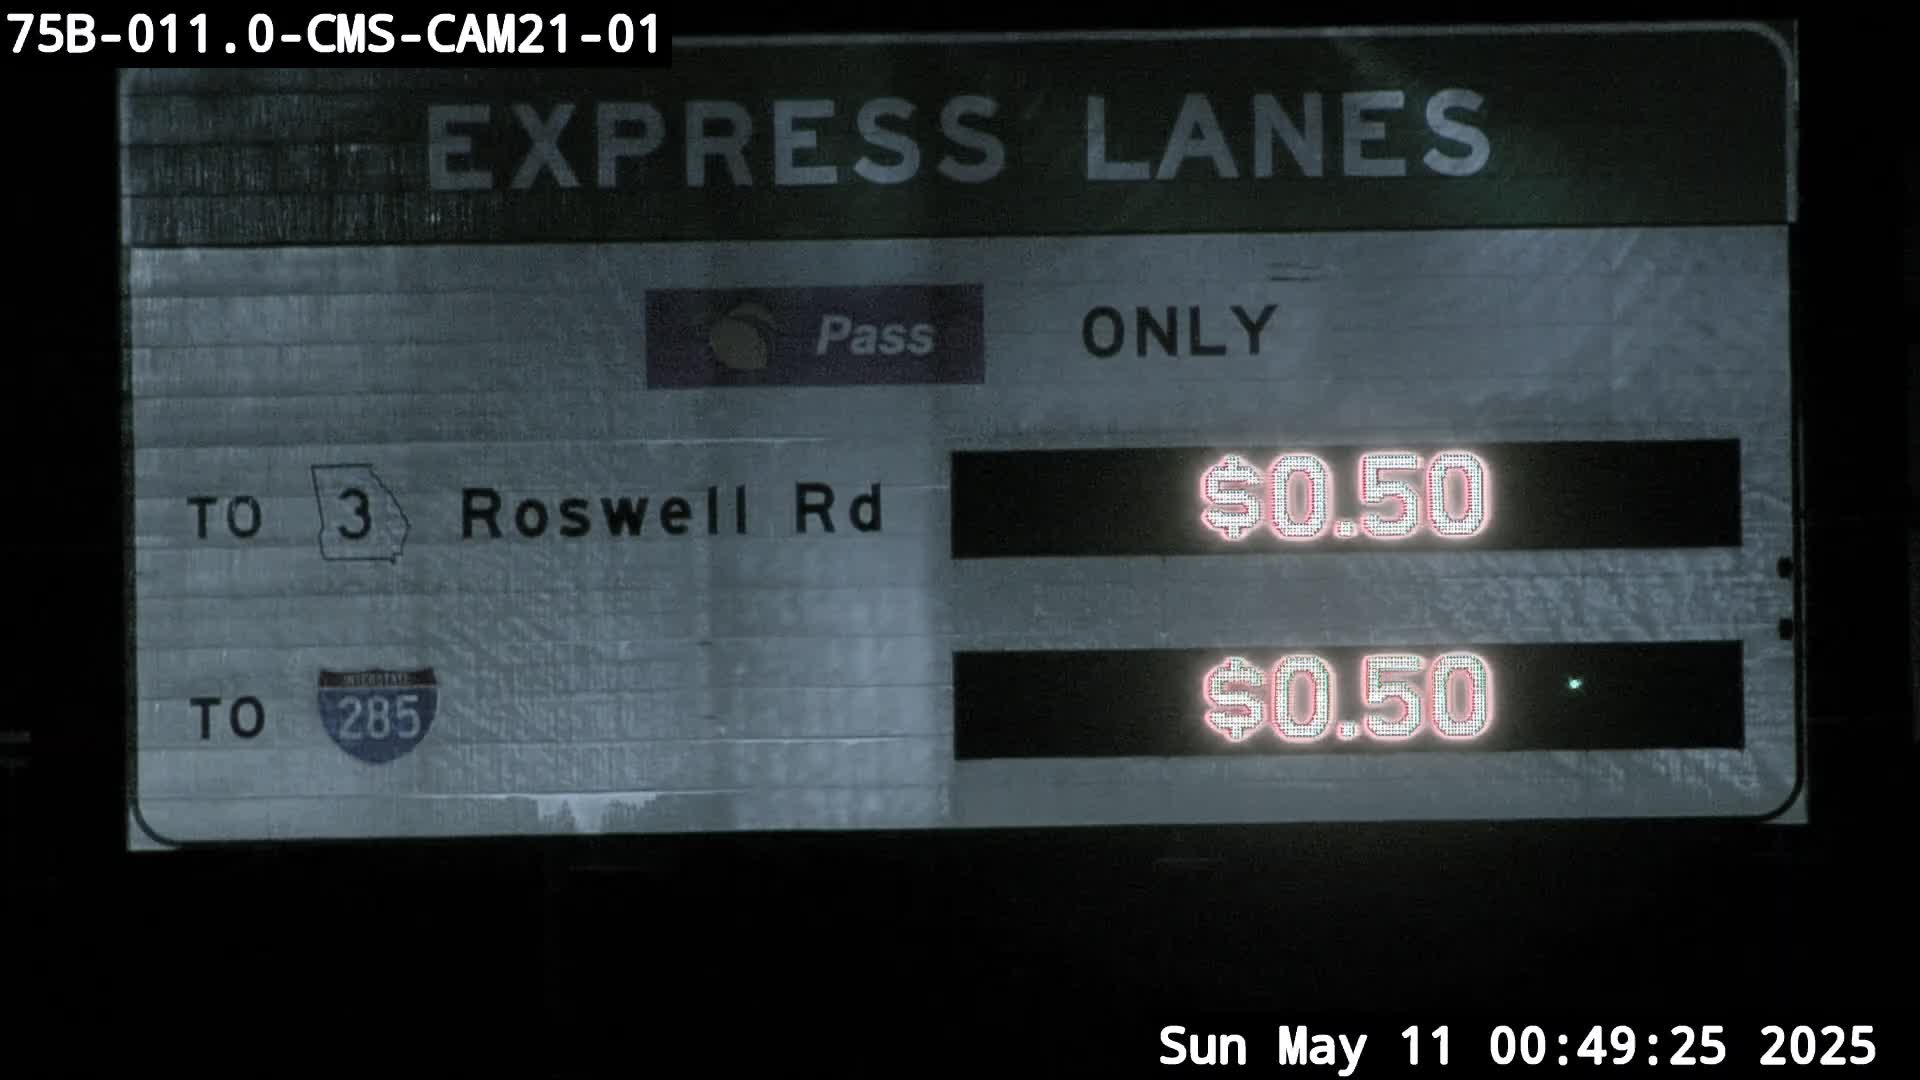 75B-011.0-CMS-CAM21-01
EXPRESS LANES
Pass ONLY
TO 3 Roswell Rd $0.50
TO INTERSTATE 285 $0.50
Sun May 11 00:49:25 2025